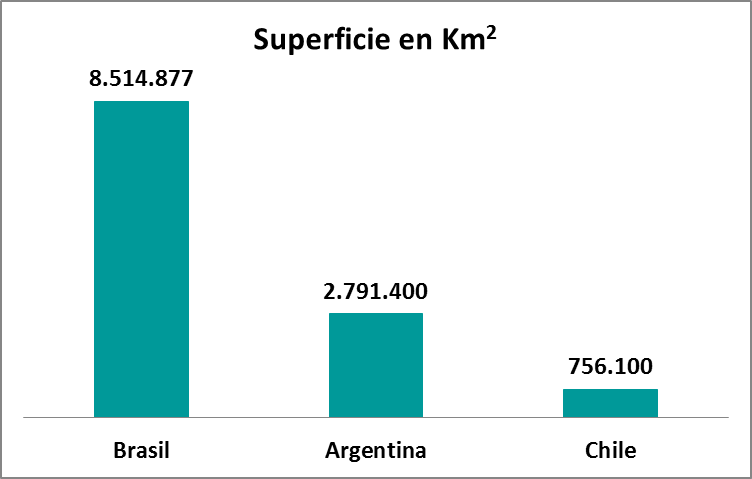 Superficie en Km²
8.514.877
2.791.400
756.100
Brasil
Argentina
Chile